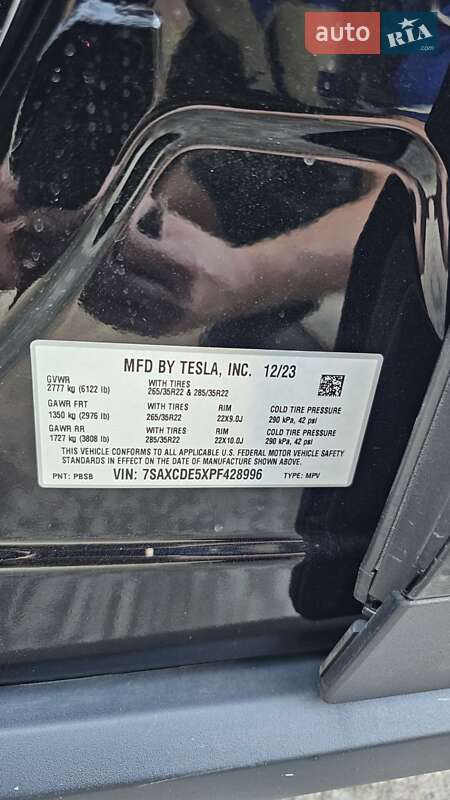 auto RIA .com
MFD BY TESLA, INC. 12/23
GVWR
2777 kg (6122 lb)
WITH TIRES
265/35R22 & 285/35R22
GAWR FRT
1350 kg (2976 lb)
WITH TIRES
265/35R22
RIM
22X9.0J
COLD TIRE PRESSURE
290 kPa, 42 psi
GAWR RR
1727 kg (3808 lb)
WITH TIRES
285/35R22
RIM
22X10.0J
COLD TIRE PRESSURE
290 kPa, 42 psi
THIS VEHICLE CONFORMS TO ALL APPLICABLE U.S. FEDERAL MOTOR VEHICLE SAFETY
STANDARDS IN EFFECT ON THE DATE OF MANUFACTURE SHOWN ABOVE.
PNT: PBSB VIN: 7SAXCDE5XPF428996 TYPE: MPV